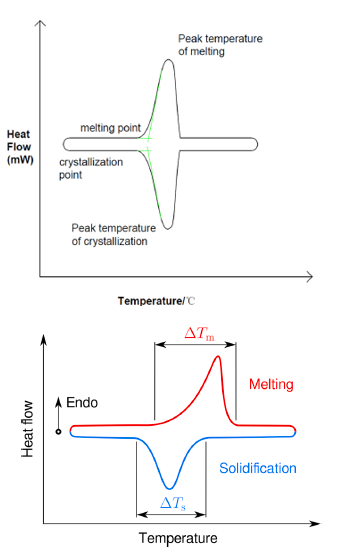 Peak temperature
of melting
melting point
Heat
Flow
(mW)
crystallization
point
Peak temperature
of crystallization
Temperature/℃
ΔTm
Melting
Endo
Heat flow
Solidification
ΔTs
Temperature